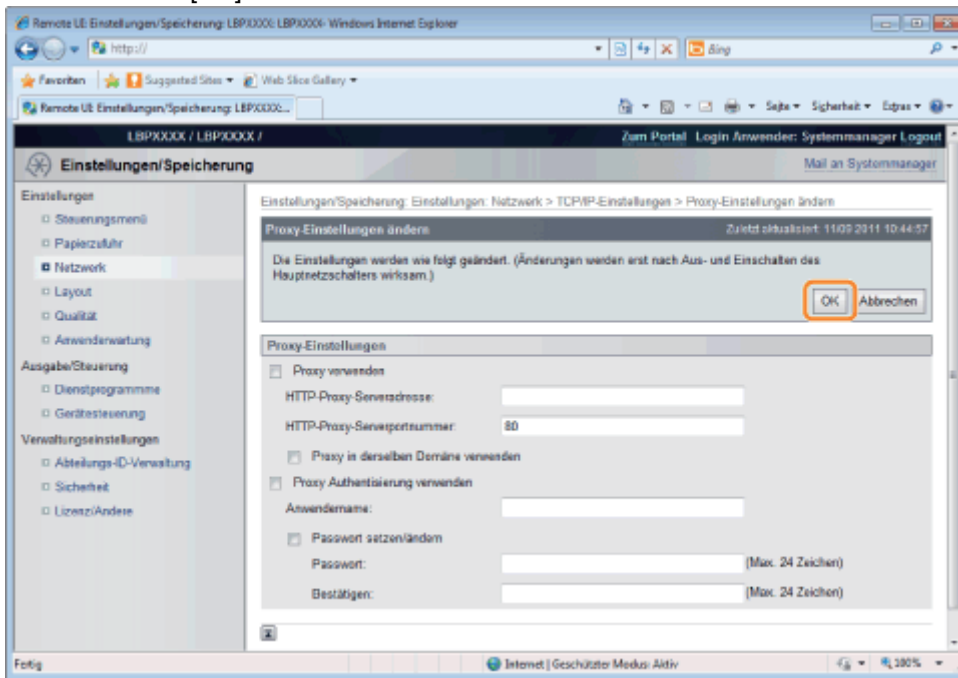 Remote UI: Einstellungen/Speicherung: LBPXXXX: LBPXXXX- Windows Internet Explorer
http://
Bing
Favoriten Suggested Sites Web Slice Gallery
Remote UI: Einstellungen/Speicherung: LBPXXXX:... Seite Sicherheit Extras
LBPXXXX / LBPXXXX / Zum Portal Login Anwender: Systemmanager Logout
Einstellungen/Speicherung Mail an Systemmanager
Einstellungen
Steuerungsmenü
Papierzufuhr
Netzwerk
Layout
Qualität
Anwenderwartung
Ausgabe/Steuerung
Dienstprogramme
Gerätesteuerung
Verwaltungseinstellungen
Abteilungs-ID-Verwaltung
Sicherheit
Lizenz/Andere
Einstellungen/Speicherung: Einstellungen: Netzwerk > TCP/IP-Einstellungen > Proxy-Einstellungen ändern
Proxy-Einstellungen ändern Zuletzt aktualisiert: 11/09 2011 10:44:57
Die Einstellungen werden wie folgt geändert. (Änderungen werden erst nach Aus- und Einschalten des
Hauptnetzschalters wirksam.)
OK Abbrechen
Proxy-Einstellungen
Proxy verwenden
HTTP-Proxy-Serveradresse:
HTTP-Proxy-Serverportnummer: 80
Proxy in derselben Domäne verwenden
Proxy Authentisierung verwenden
Anwendername:
Passwort setzen/ändern
Passwort: (Max. 24 Zeichen)
Bestätigen: (Max. 24 Zeichen)
Fertig Internet | Geschützter Modus: Aktiv 100%